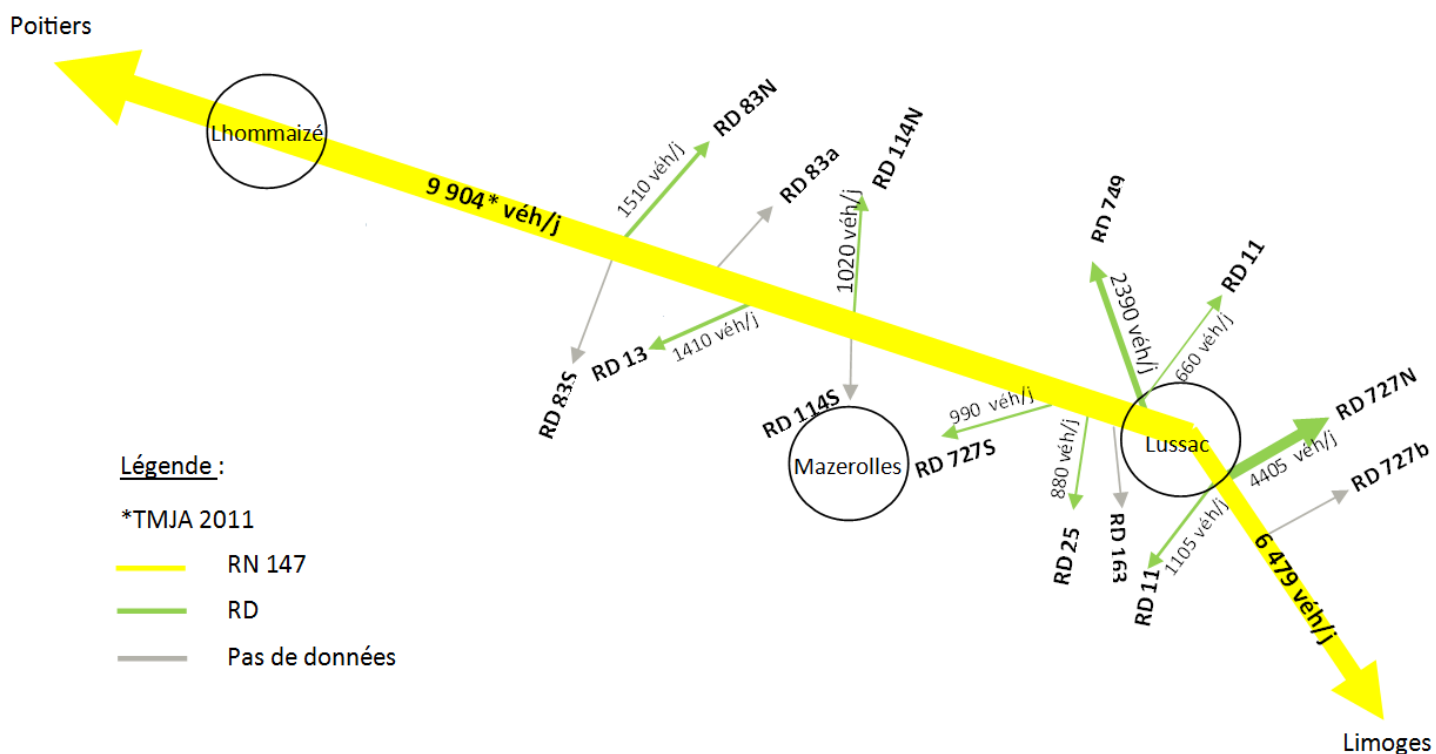 Poitiers
Lhommaizé
9 904* véh/j
1510 véh/j
RD 83N
RD 83a
RD 83S
RD 13
1410 véh/j
1020 véh/j
RD 114N
RD 114S
Mazerolles
990 véh/j
RD 727S
880 véh/j
RD 25
RD 163
RD 749
2390 véh/j
RD 11
660 véh/j
Lussac
RD 727N
4405 véh/j
RD 727b
1105 véh/j
RD 11
6 479 véh/j
Limoges
Légende :
*TMJA 2011
RN 147
RD
Pas de données